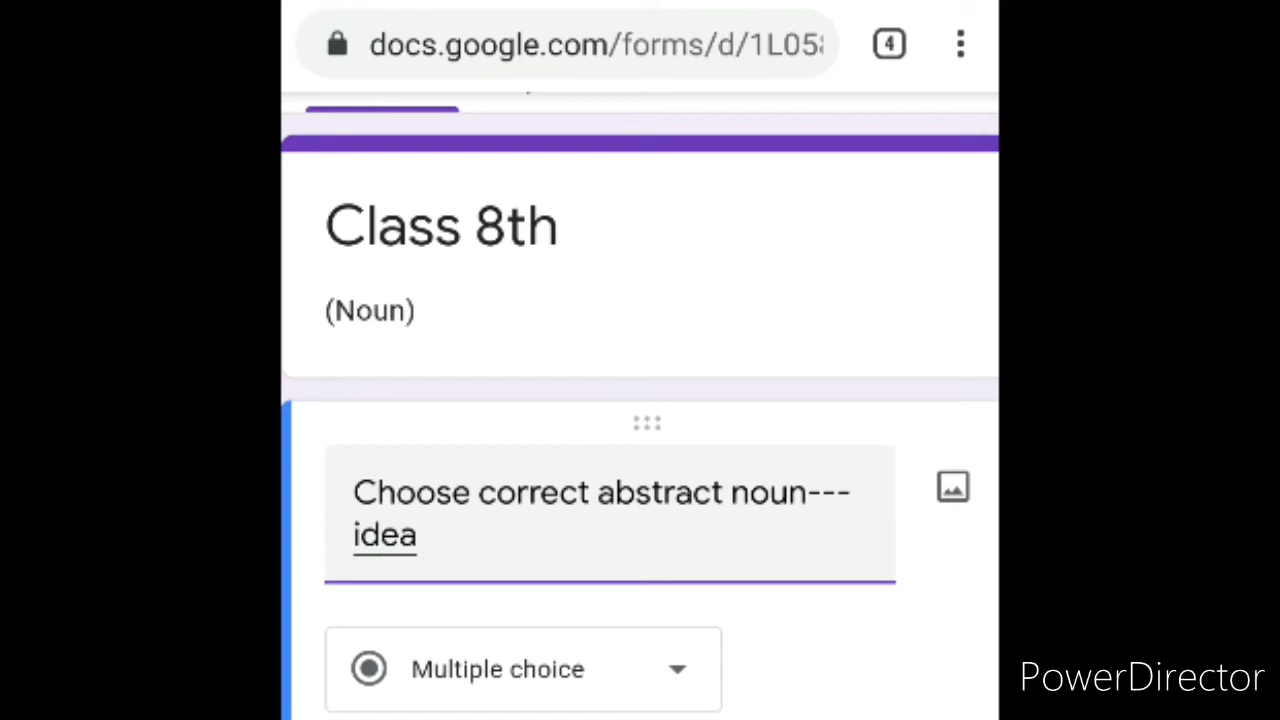 docs.google.com/forms/d/1L05
4
Class 8th
(Noun)
Choose correct abstract noun---
idea
Multiple choice
PowerDirector